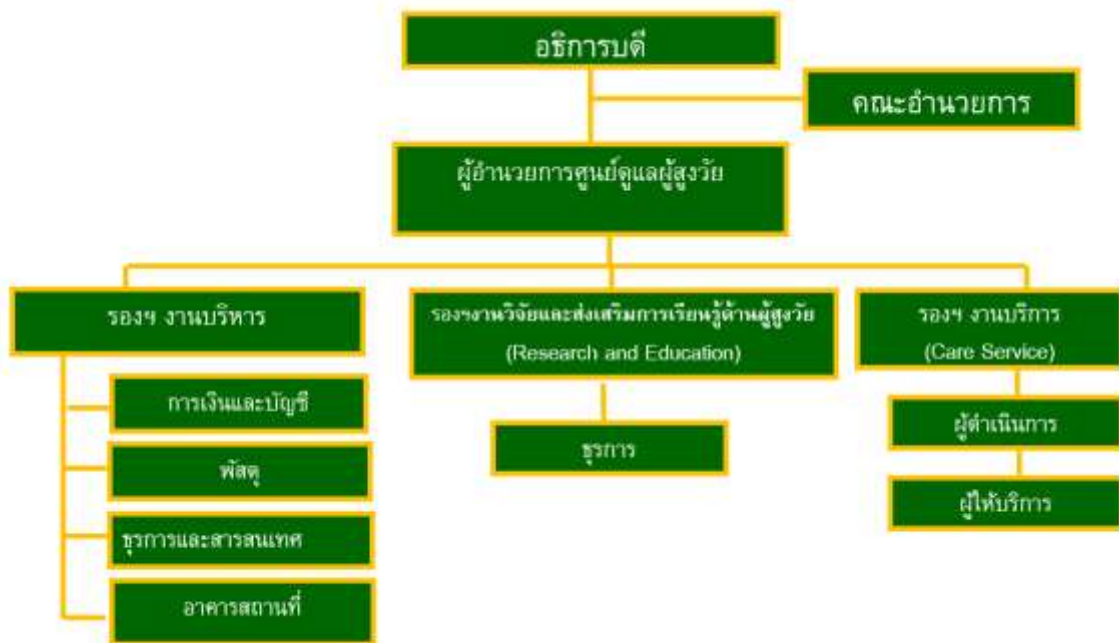 อธิการบดี
คณะอำนวยการ
ผู้อำนวยการศูนย์ดูแลผู้สูงวัย
รองฯ งานบริหาร
รองฯงานวิจัยและส่งเสริมการเรียนรู้ด้านผู้สูงวัย
(Research and Education)
รองฯ งานบริการ
(Care Service)
การเงินและบัญชี
พัสดุ
ธุรการและสารสนเทศ
อาคารสถานที่
ธุรการ
ผู้ดำเนินการ
ผู้ให้บริการ